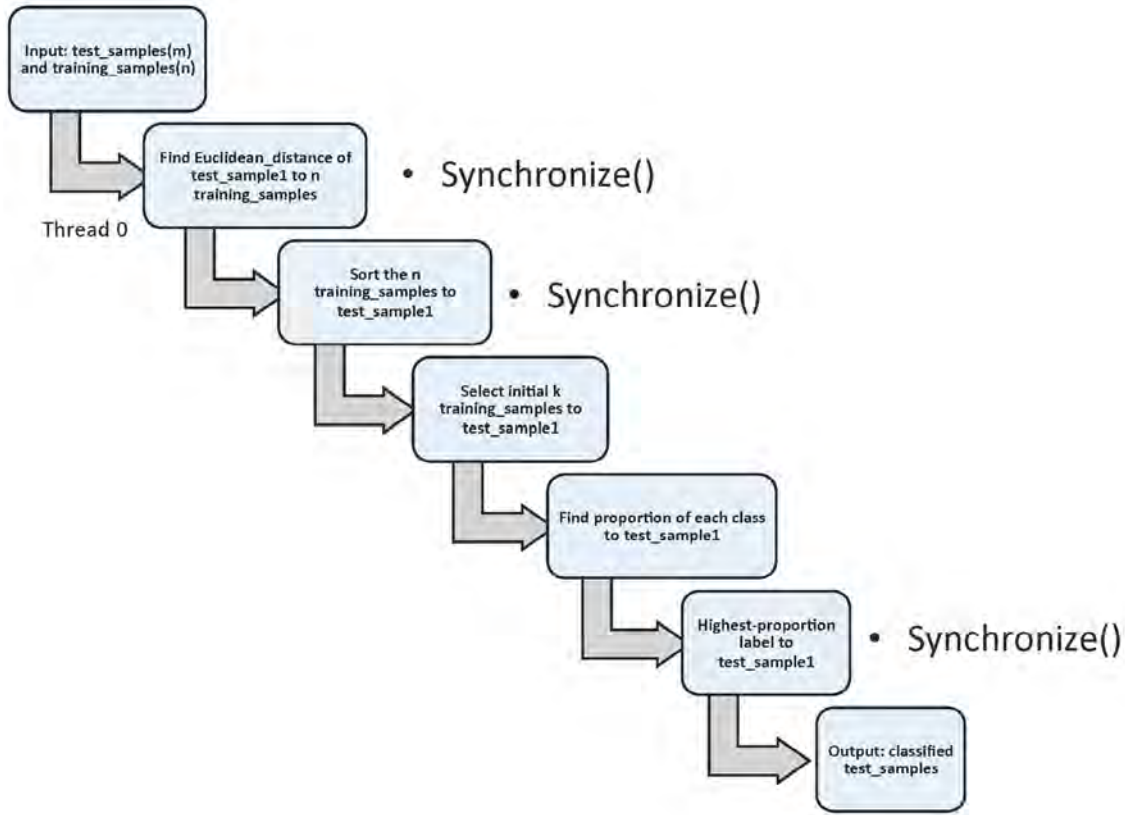 Input: test_samples(m)
and training_samples(n)
Find Euclidean_distance of
test_sample1 to n
training_samples
• Synchronize()
Thread 0
Sort the n
training_samples to
test_sample1
• Synchronize()
Select initial k
training_samples to
test_sample1
Find proportion of each class
to test_sample1
Highest-proportion
label to
test_sample1
• Synchronize()
Output: classified
test_samples